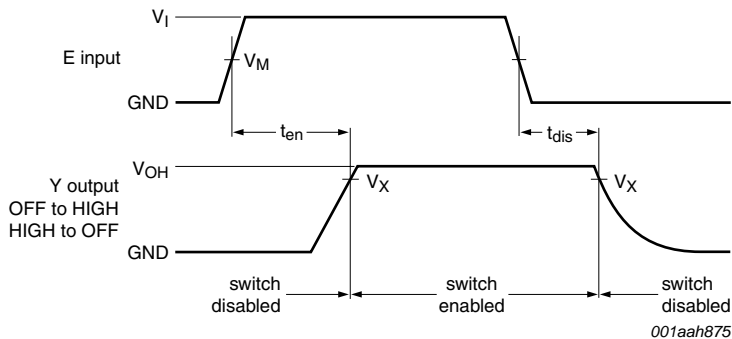 V_I
E input
V_M
GND
t_en
t_dis
V_OH
V_X
V_X
Y output
OFF to HIGH
HIGH to OFF
GND
switch
disabled
switch
enabled
switch
disabled
001aah875